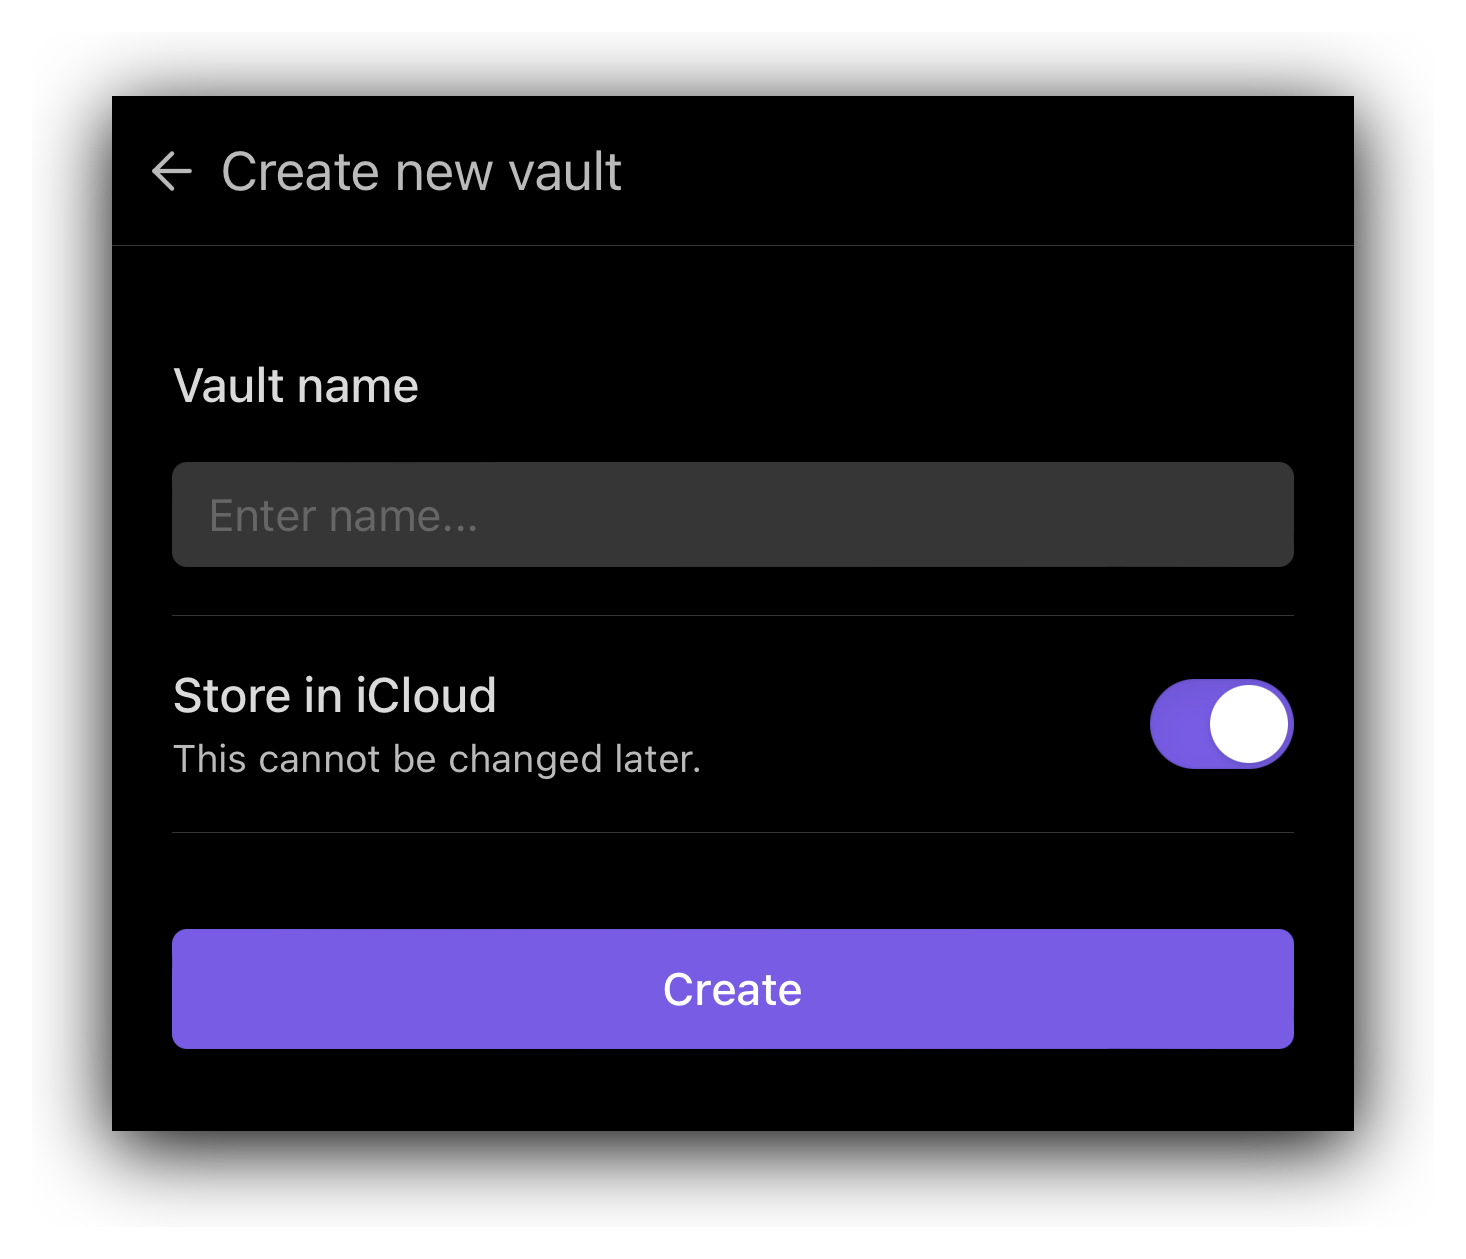 Create new vault
Vault name
Enter name...
Store in iCloud
This cannot be changed later.
Create